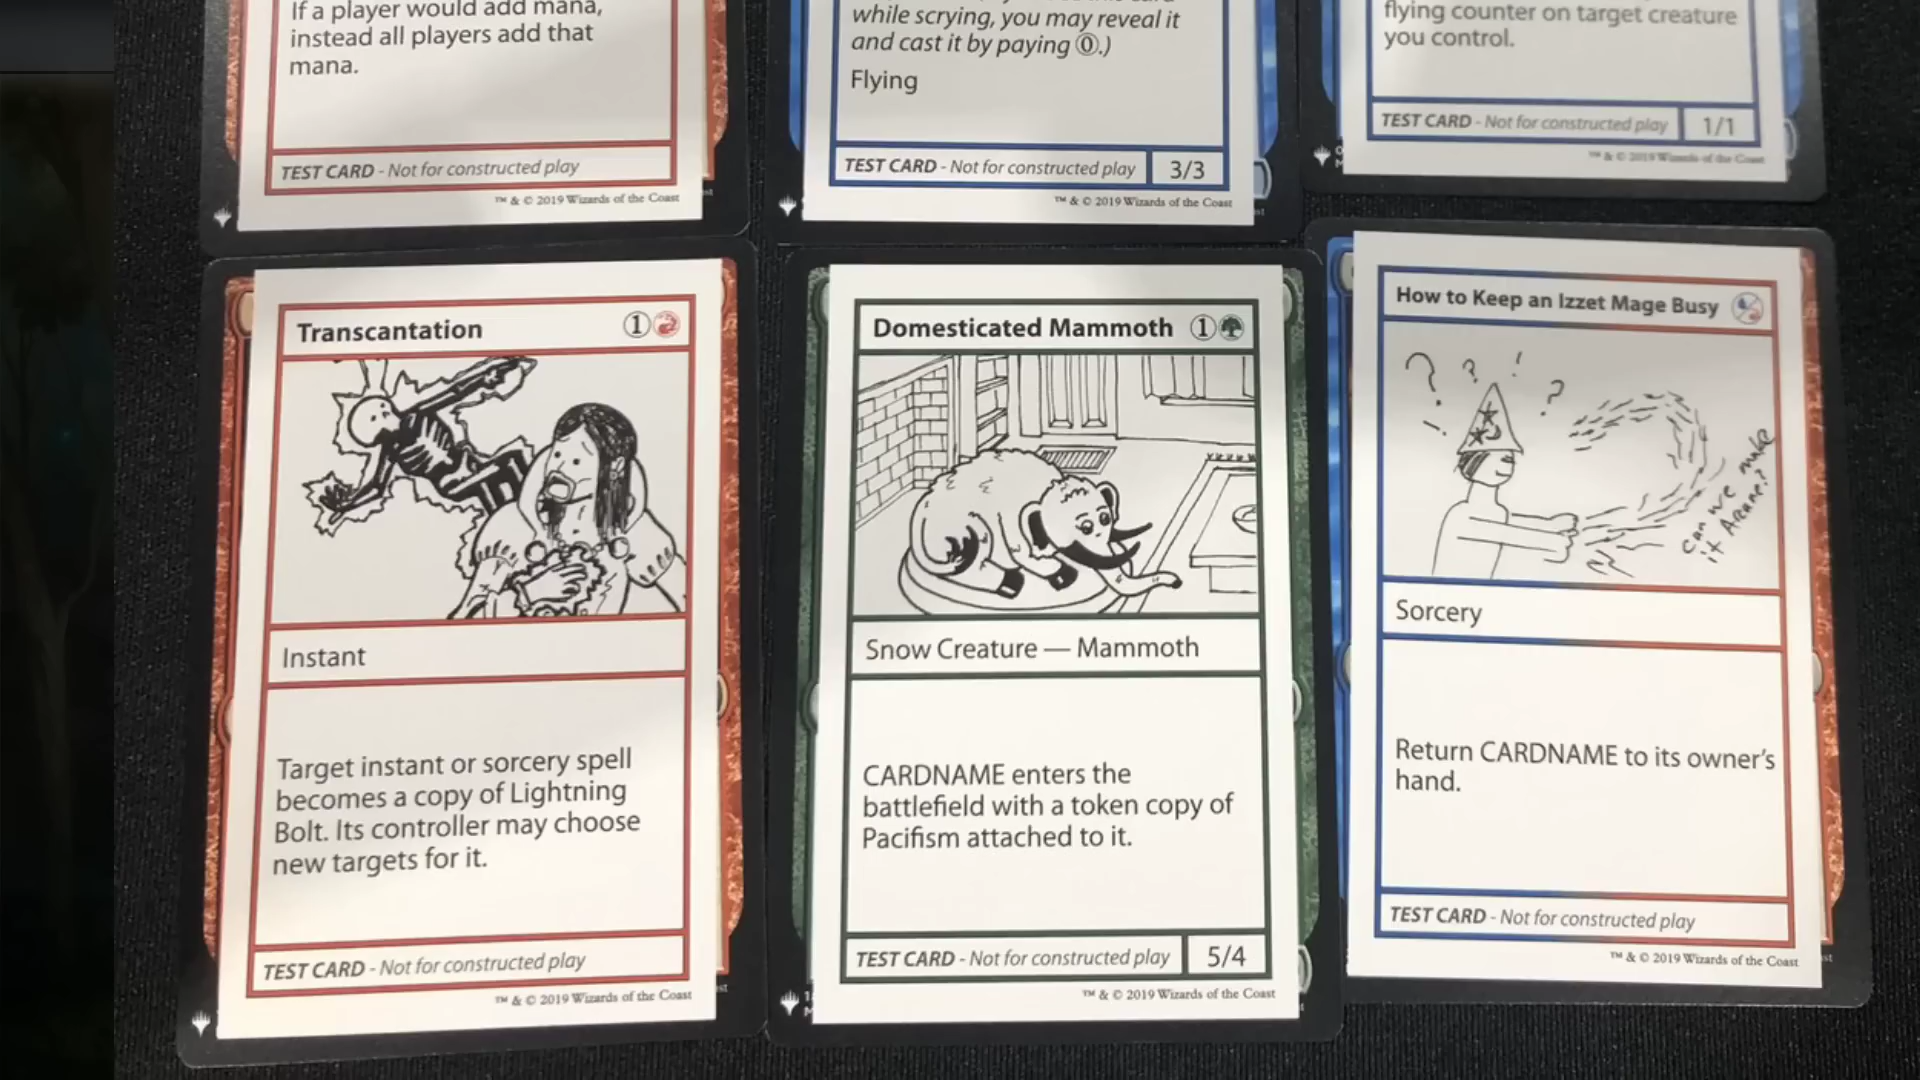 If a player would add mana,
instead all players add that
mana.
TEST CARD - Not for constructed play
™ & © 2019 Wizards of the Coast
while scrying, you may reveal it
and cast it by paying 0.)
Flying
TEST CARD - Not for constructed play
3/3
™ & © 2019 Wizards of the Coast
flying counter on target creature
you control.
TEST CARD - Not for constructed play
1/1
™ & © 2019 Wizards of the Coast
Transcantation 1
Instant
Target instant or sorcery spell
becomes a copy of Lightning
Bolt. Its controller may choose
new targets for it.
TEST CARD - Not for constructed play
™ & © 2019 Wizards of the Coast
Domesticated Mammoth 1
Snow Creature — Mammoth
CARDNAME enters the
battlefield with a token copy of
Pacifism attached to it.
TEST CARD - Not for constructed play
5/4
™ & © 2019 Wizards of the Coast
How to Keep an Izzet Mage Busy
? ? ! ?
Can we make
it Arcane?
Sorcery
Return CARDNAME to its owner's
hand.
TEST CARD - Not for constructed play
™ & © 2019 Wizards of the Coast